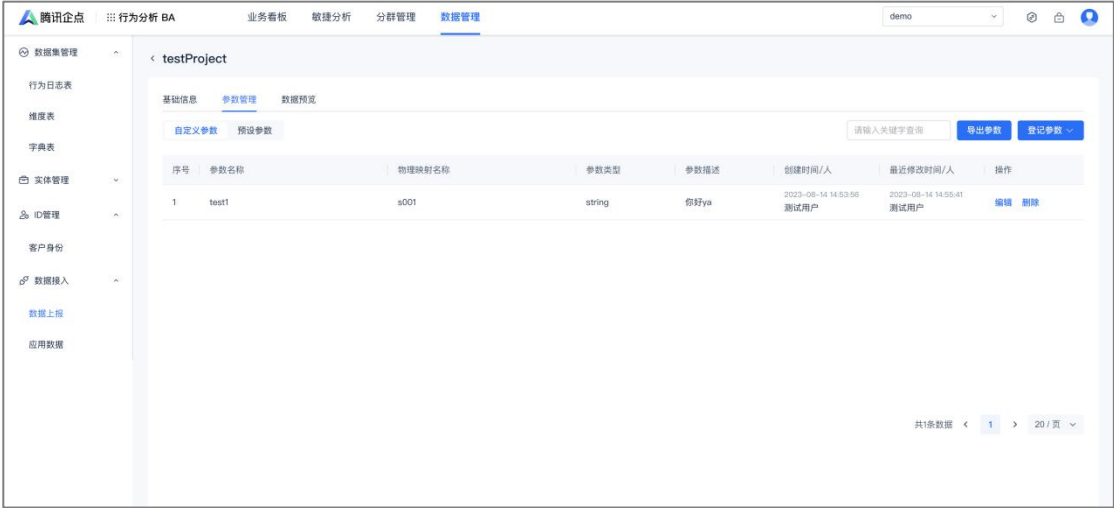 腾讯企点 行为分析 BA 业务看板 敏捷分析 分群管理 数据管理 demo
数据集管理
行为日志表
维度表
字典表
实体管理
ID管理
客户身份
数据接入
数据上报
应用数据
testProject
基础信息 参数管理 数据预览
自定义参数 预设参数 请输入关键字查询 导出参数 登记参数
序号 参数名称 物理映射名称 参数类型 参数描述 创建时间/人 最近修改时间/人 操作
1 test1 s001 string 你好ya 2023-08-14 14:53:56 2023-08-14 14:55:41 编辑 删除
测试用户 测试用户
共1条数据 1 20 / 页